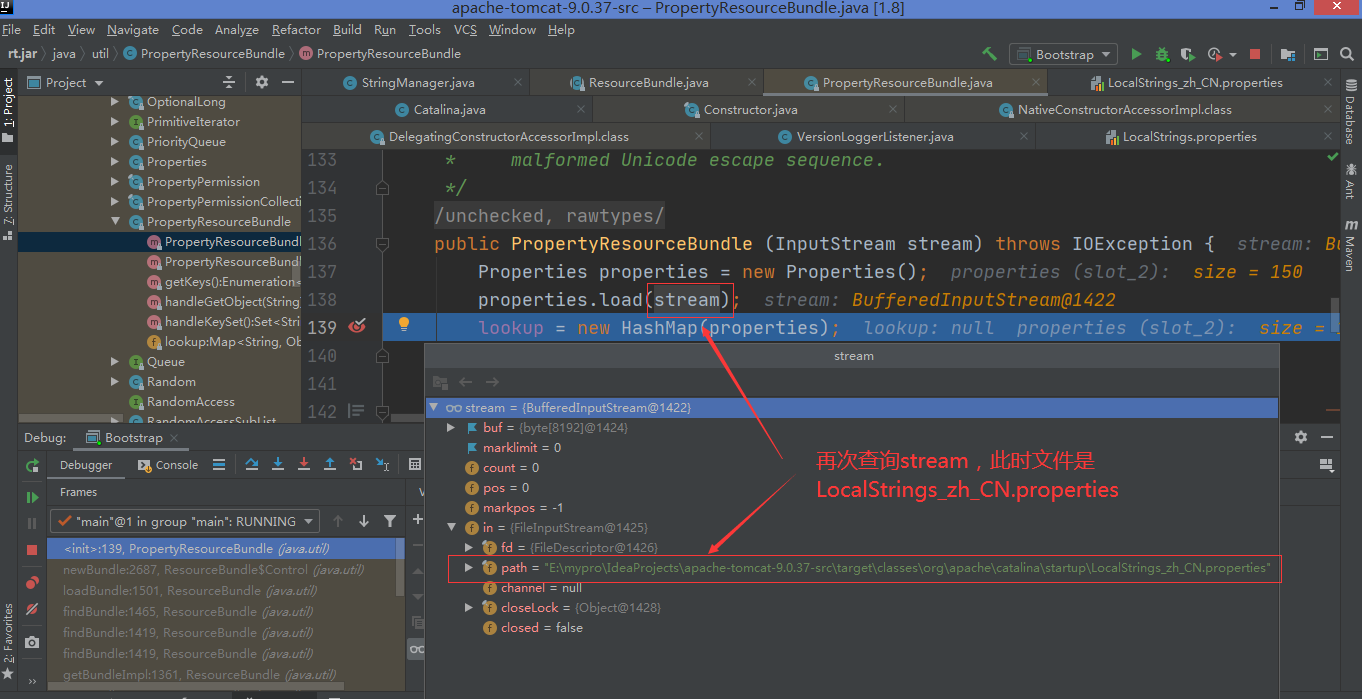 apache-tomcat-9.0.37-src – PropertyResourceBundle.java [1.8]
File Edit View Navigate Code Analyze Refactor Build Run Tools VCS Window Help
rt.jar java util PropertyResourceBundle PropertyResourceBundle
Bootstrap
1: Project
7: Structure
2: Favorites
Database
Ant
Maven
Project
StringManager.java ResourceBundle.java PropertyResourceBundle.java LocalStrings_zh_CN.properties
Catalina.java Constructor.java NativeConstructorAccessorImpl.class
DelegatingConstructorAccessorImpl.class VersionLoggerListener.java LocalStrings.properties
OptionalLong
PrimitiveIterator
PriorityQueue
Properties
PropertyPermission
PropertyPermissionCollecti
PropertyResourceBundle
PropertyResourceBundl
PropertyResourceBundl
getKeys():Enumeration<
handleGetObject(String
handleKeySet():Set<Stri
lookup:Map<String, Ob
Queue
Random
RandomAccess
RandomAccessSubList
133 * malformed Unicode escape sequence.
134 */
135 /unchecked, rawtypes/
136 public PropertyResourceBundle (InputStream stream) throws IOException { stream: Bu
137 Properties properties = new Properties(); properties (slot_2): size = 150
138 properties.load(stream); stream: BufferedInputStream@1422
139 lookup = new HashMap(properties); lookup: null properties (slot_2): size =
140
141
142
stream
stream = {BufferedInputStream@1422}
buf = {byte[8192]@1424}
marklimit = 0
count = 0
pos = 0
markpos = -1
in = {FileInputStream@1425}
fd = {FileDescriptor@1426}
path = "E:\mypro\IdeaProjects\apache-tomcat-9.0.37-src\target\classes\org\apache\catalina\startup\LocalStrings_zh_CN.properties"
channel = null
closeLock = {Object@1428}
closed = false
再次查询stream，此时文件是
LocalStrings_zh_CN.properties
Debug: Bootstrap
Debugger Console
Frames
"main"@1 in group "main": RUNNING
<init>:139, PropertyResourceBundle (java.util)
newBundle:2687, ResourceBundle$Control (java.util)
loadBundle:1501, ResourceBundle (java.util)
findBundle:1465, ResourceBundle (java.util)
findBundle:1419, ResourceBundle (java.util)
findBundle:1419, ResourceBundle (java.util)
getBundleImpl:1361, ResourceBundle (java.util)